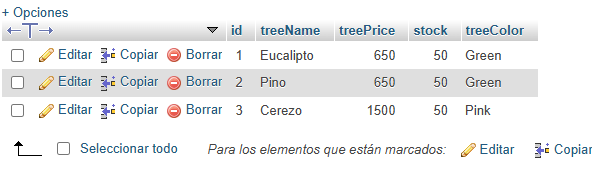 + Opciones
id treeName treePrice stock treeColor
Editar Copiar Borrar 1 Eucalipto 650 50 Green
Editar Copiar Borrar 2 Pino 650 50 Green
Editar Copiar Borrar 3 Cerezo 1500 50 Pink
Seleccionar todo Para los elementos que están marcados: Editar Copiar